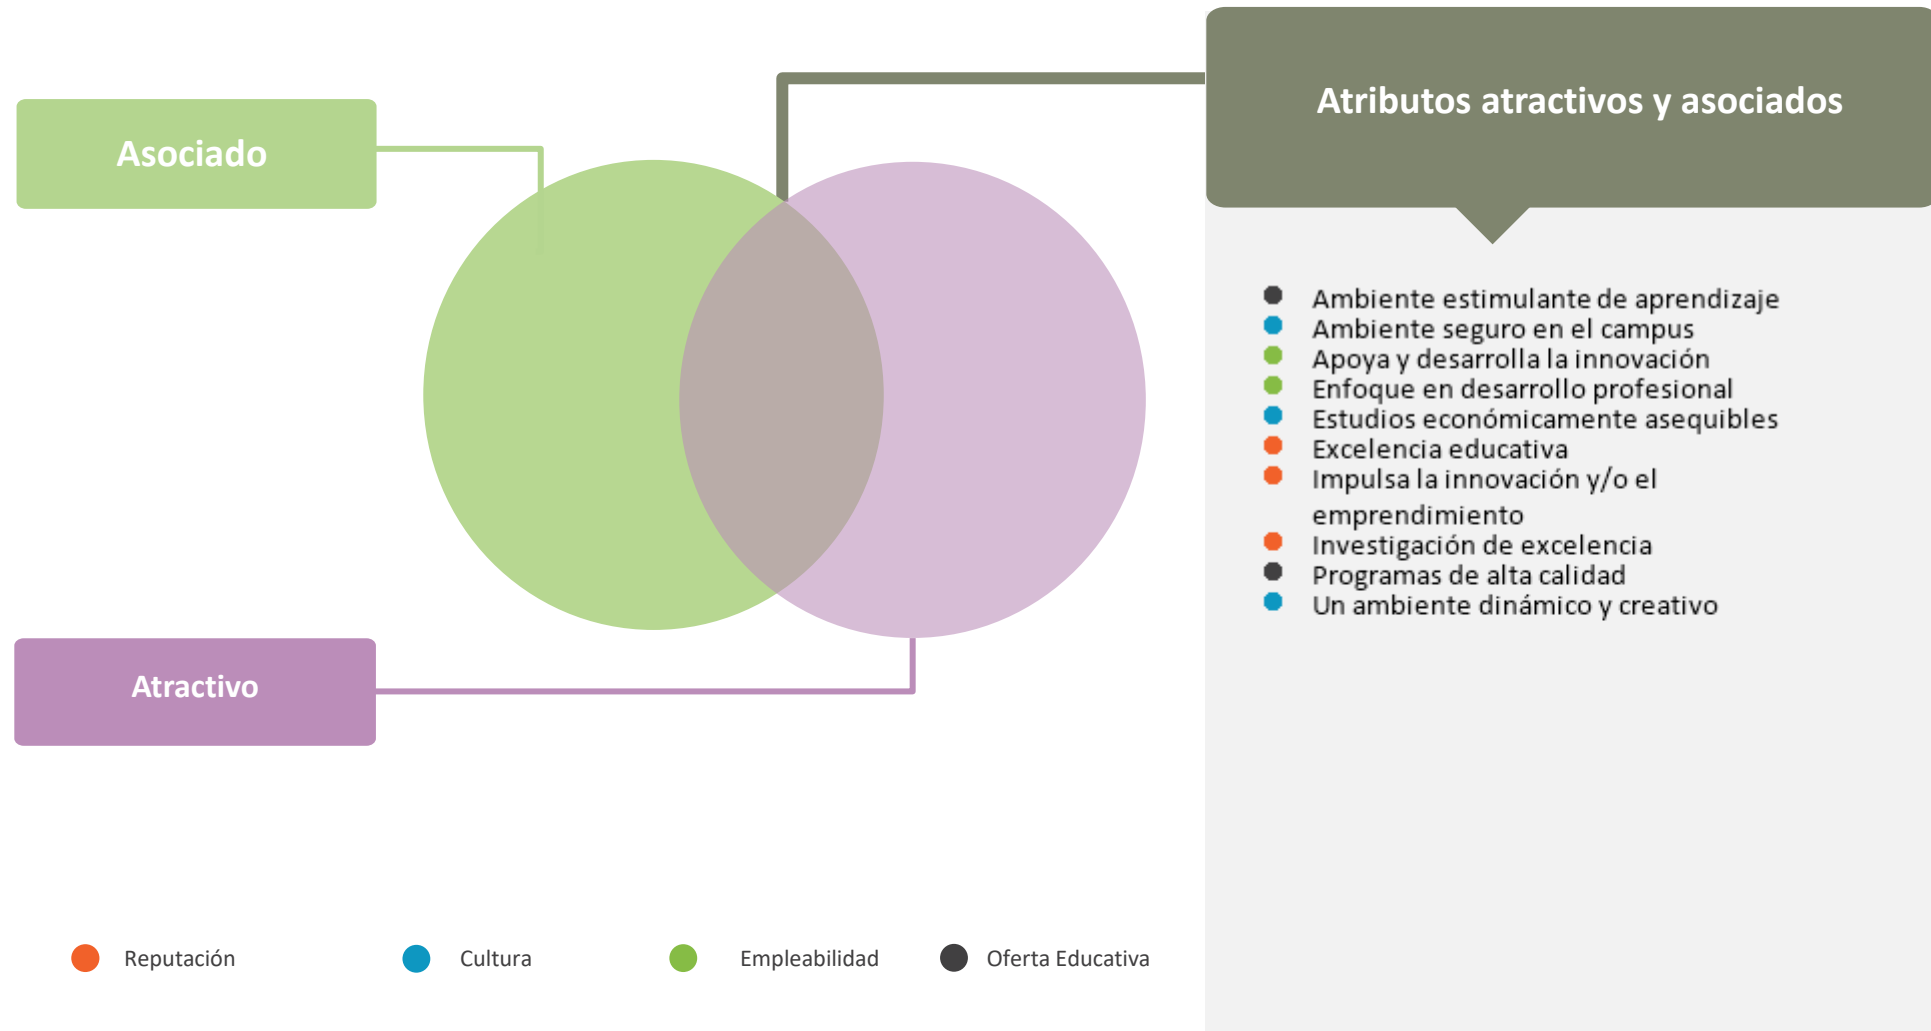 Atributos atractivos y asociados
Asociado
Atractivo
Ambiente estimulante de aprendizaje
Ambiente seguro en el campus
Apoya y desarrolla la innovación
Enfoque en desarrollo profesional
Estudios económicamente asequibles
Excelencia educativa
Impulsa la innovación y/o el
emprendimiento
Investigación de excelencia
Programas de alta calidad
Un ambiente dinámico y creativo
Reputación
Cultura
Empleabilidad
Oferta Educativa